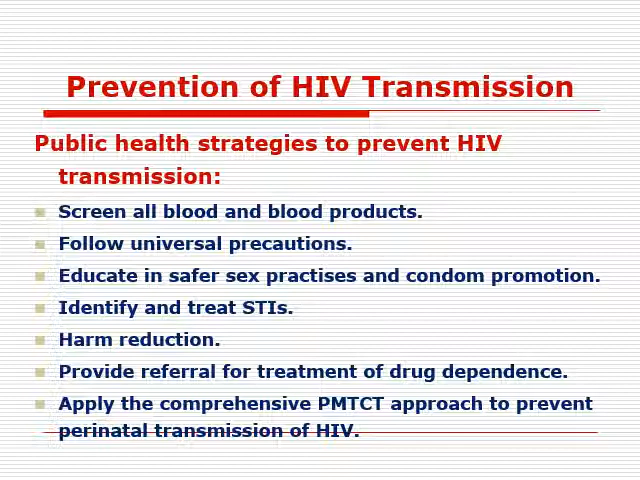 Prevention of HIV Transmission
Public health strategies to prevent HIV
transmission:
Screen all blood and blood products.
Follow universal precautions.
Educate in safer sex practises and condom promotion.
Identify and treat STIs.
Harm reduction.
Provide referral for treatment of drug dependence.
Apply the comprehensive PMTCT approach to prevent
perinatal transmission of HIV.